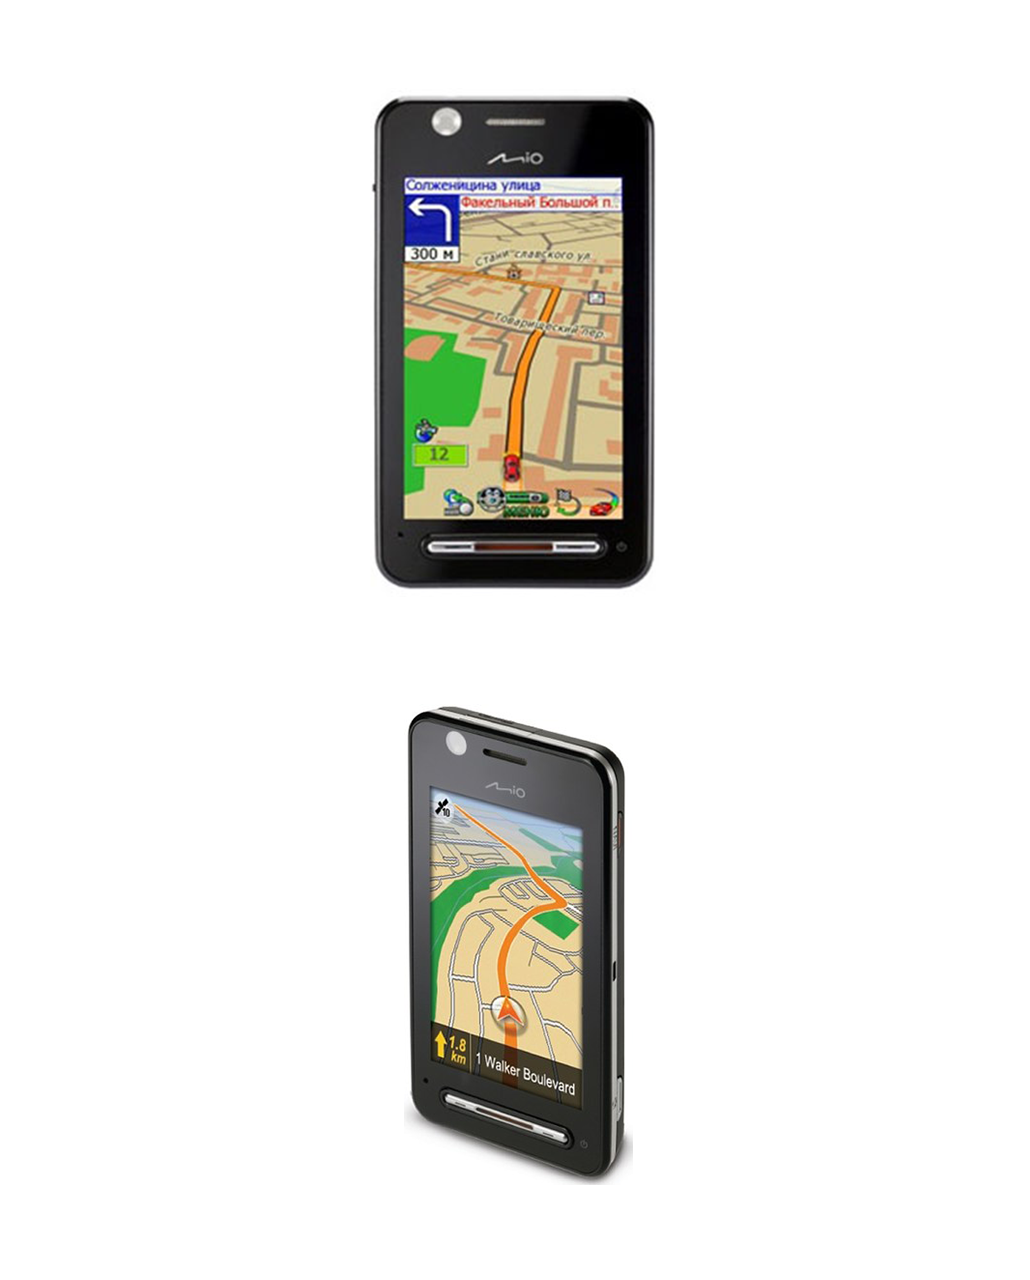 Mio
Солженицина улица
Факельный Большой п..
300 м
Стани славского ул.
Товарищеский пер.
12
МЕНЮ
Mio
10
1.8
km
1 Walker Boulevard